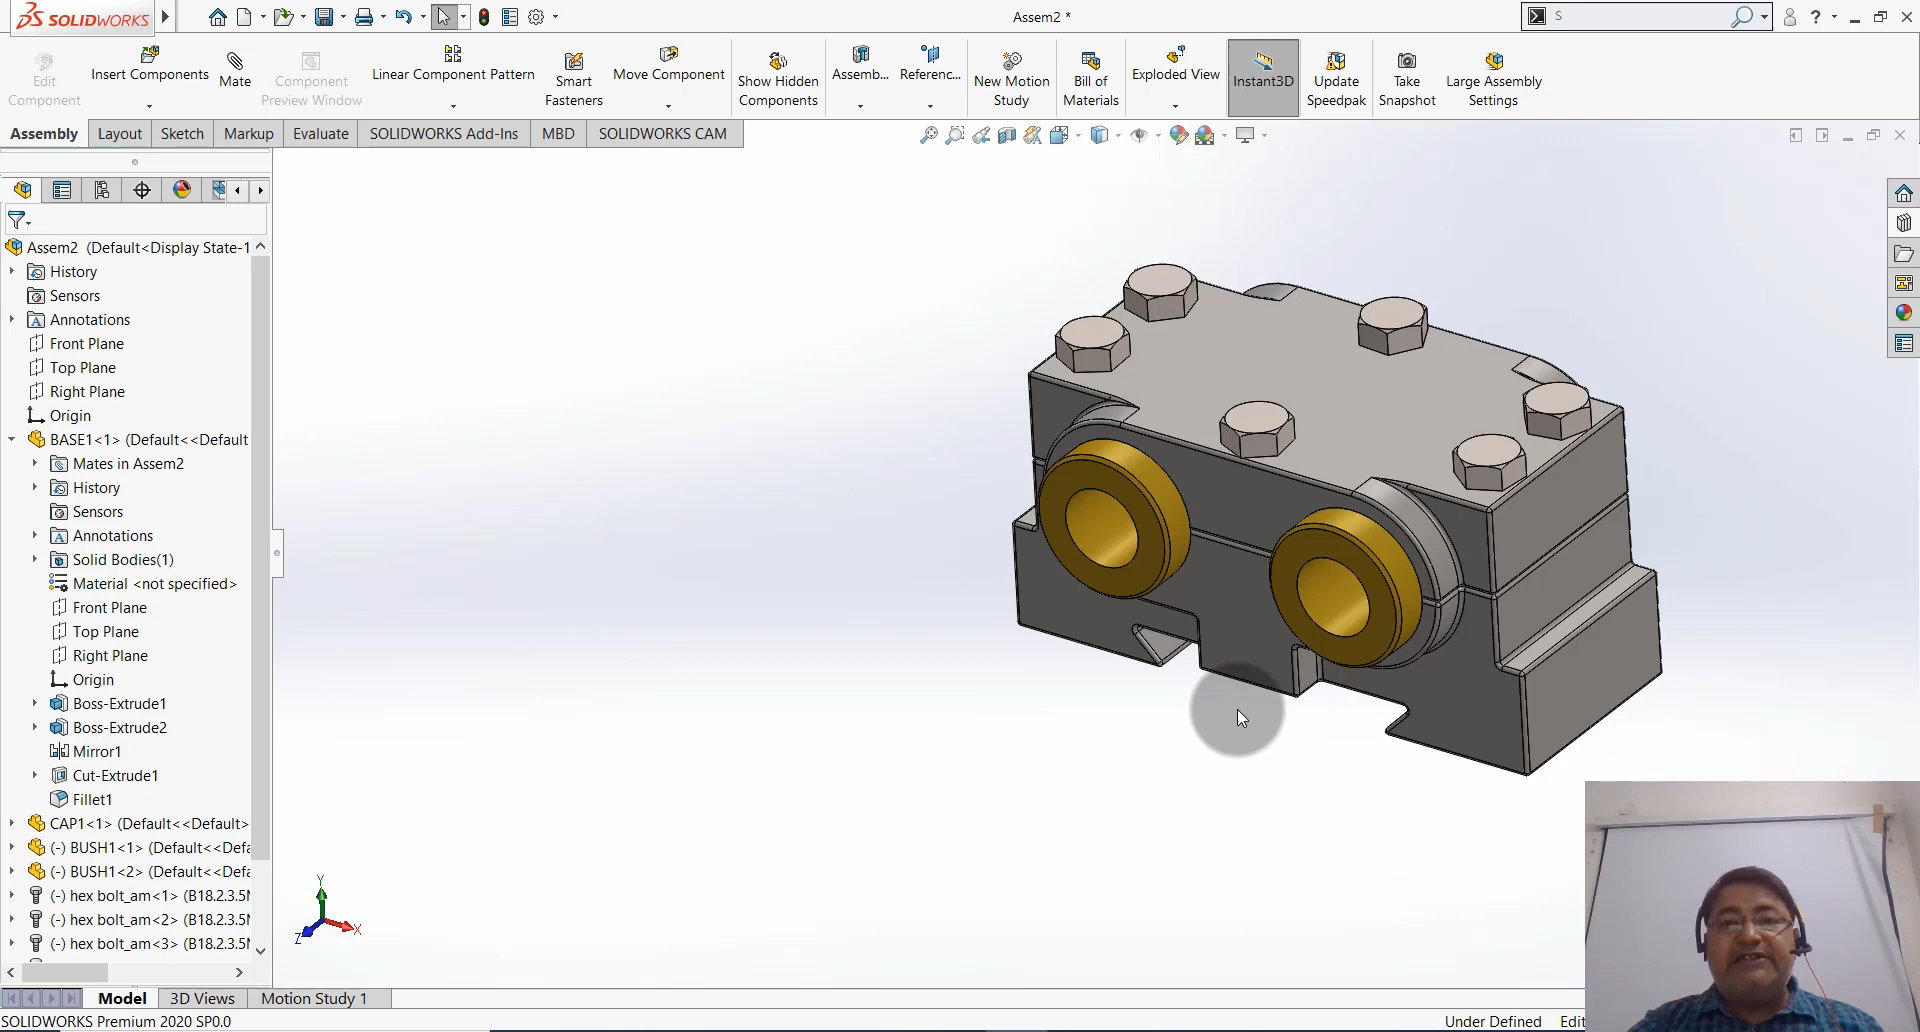 SOLIDWORKS
Assem2 *
S
Edit Component
Insert Components
Mate
Component Preview Window
Linear Component Pattern
Smart Fasteners
Move Component
Show Hidden Components
Assemb...
Referenc...
New Motion Study
Bill of Materials
Exploded View
Instant3D
Update Speedpak
Take Snapshot
Large Assembly Settings
Assembly
Layout
Sketch
Markup
Evaluate
SOLIDWORKS Add-Ins
MBD
SOLIDWORKS CAM
Assem2 (Default<Display State-1
History
Sensors
Annotations
Front Plane
Top Plane
Right Plane
Origin
BASE1<1> (Default<<Default
Mates in Assem2
History
Sensors
Annotations
Solid Bodies(1)
Material <not specified>
Front Plane
Top Plane
Right Plane
Origin
Boss-Extrude1
Boss-Extrude2
Mirror1
Cut-Extrude1
Fillet1
CAP1<1> (Default<<Default>
(-) BUSH1<1> (Default<<Defa
(-) BUSH1<2> (Default<<Defa
(-) hex bolt_am<1> (B18.2.3.5M
(-) hex bolt_am<2> (B18.2.3.5M
(-) hex bolt_am<3> (B18.2.3.5M
Y
X
Z
Model
3D Views
Motion Study 1
SOLIDWORKS Premium 2020 SP0.0
Under Defined
Edit